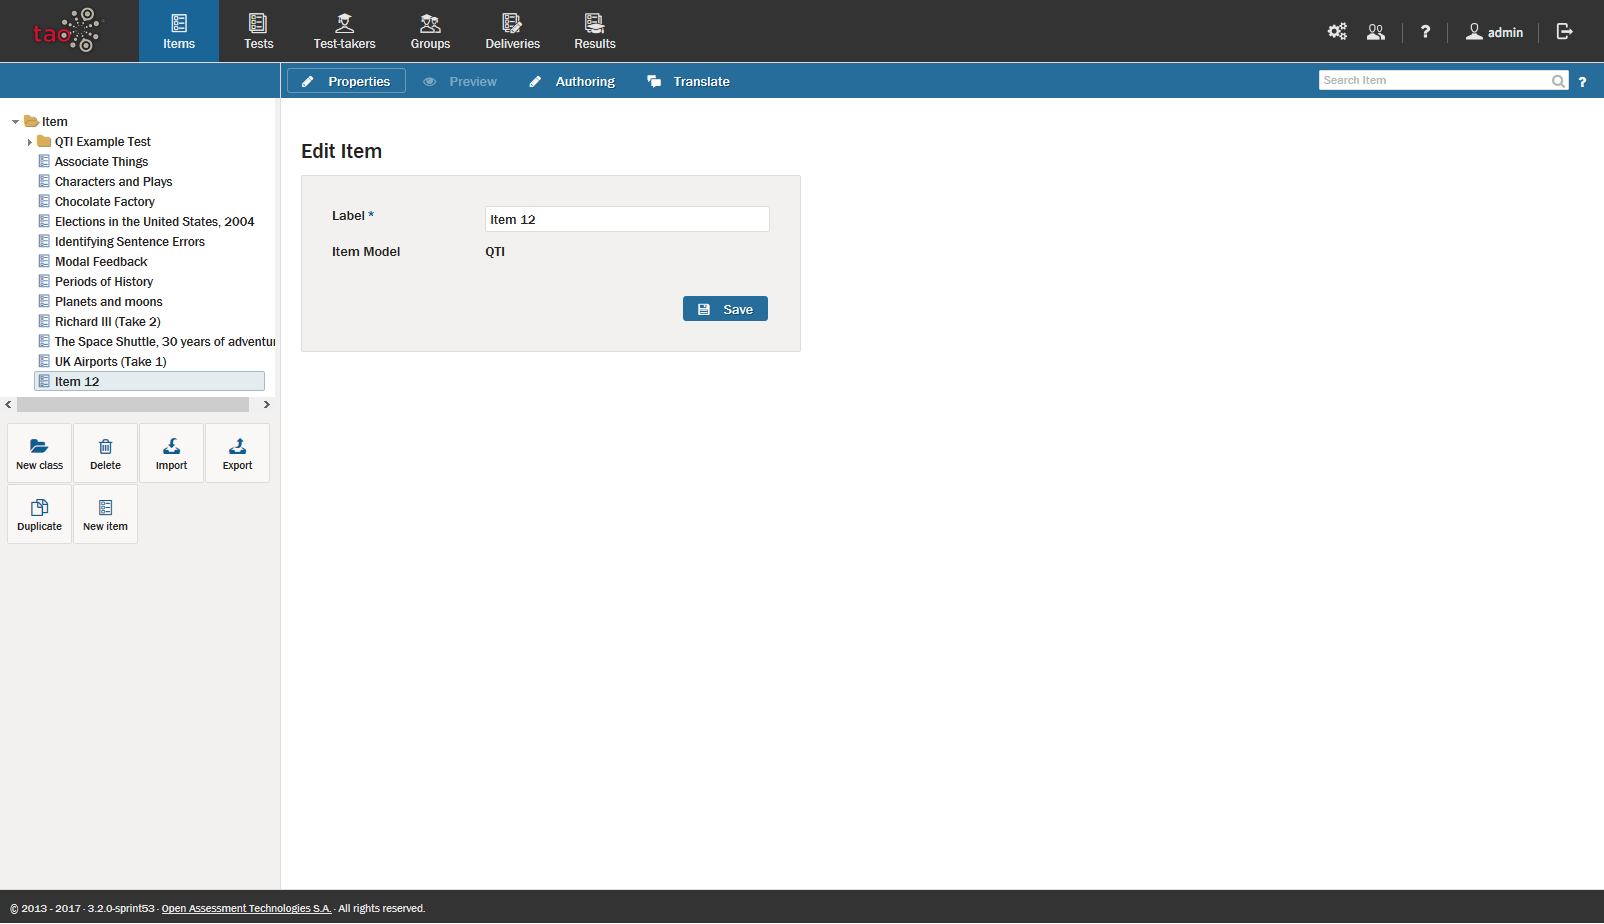 tao
Items
Tests
Test-takers
Groups
Deliveries
Results
?
admin
Properties
Preview
Authoring
Translate
Search Item
?
Item
QTI Example Test
Associate Things
Characters and Plays
Chocolate Factory
Elections in the United States, 2004
Identifying Sentence Errors
Modal Feedback
Periods of History
Planets and moons
Richard III (Take 2)
The Space Shuttle, 30 years of adventu
UK Airports (Take 1)
Item 12
New class
Delete
Import
Export
Duplicate
New item
Edit Item
Label *
Item 12
Item Model
QTI
Save
© 2013 - 2017 · 3.2.0-sprint53 · Open Assessment Technologies S.A. · All rights reserved.